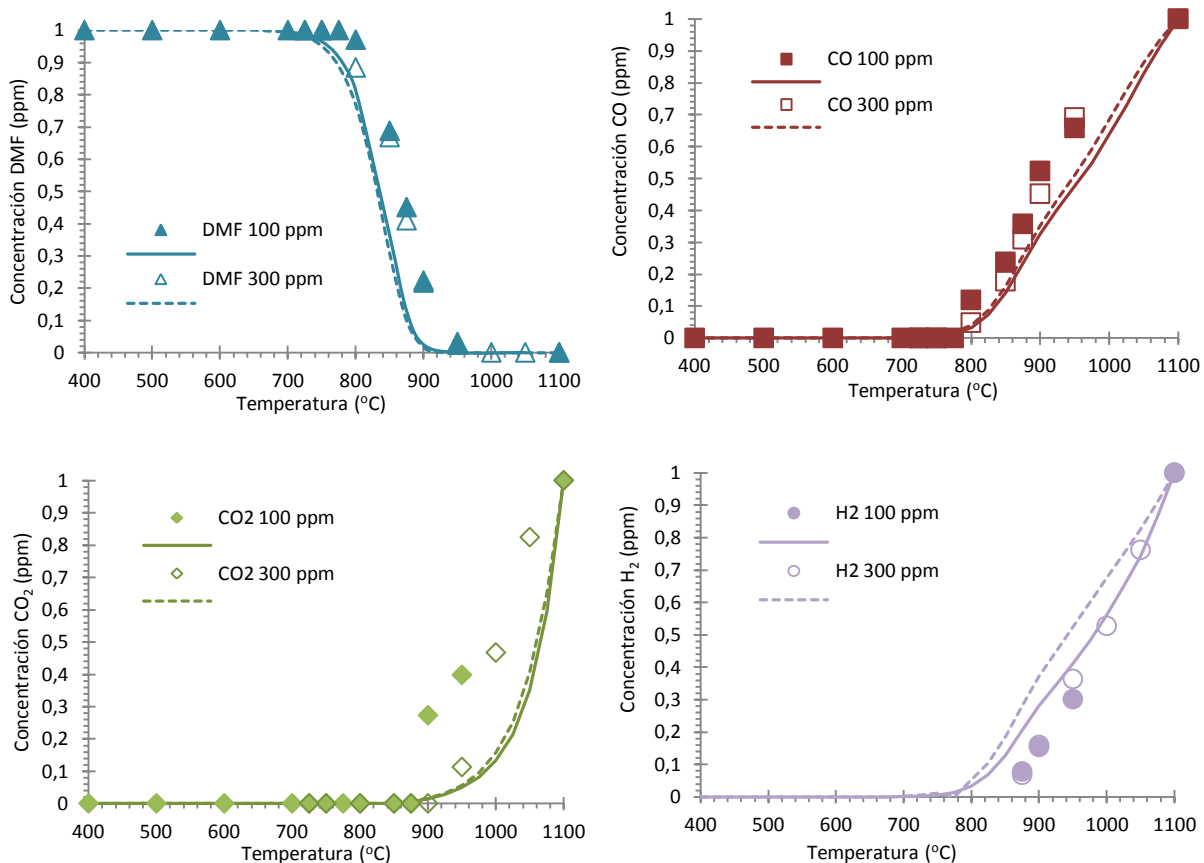 Concentración DMF (ppm)
1
0,9
0,8
0,7
0,6
0,5
0,4
0,3
0,2
0,1
0
DMF 100 ppm
DMF 300 ppm
400 500 600 700 800 900 1000 1100
Temperatura (°C)
Concentración CO (ppm)
1
0,9
0,8
0,7
0,6
0,5
0,4
0,3
0,2
0,1
0
CO 100 ppm
CO 300 ppm
400 500 600 700 800 900 1000 1100
Temperatura (°C)
Concentración CO₂ (ppm)
1
0,9
0,8
0,7
0,6
0,5
0,4
0,3
0,2
0,1
0
CO2 100 ppm
CO2 300 ppm
400 500 600 700 800 900 1000 1100
Temperatura (°C)
Concentración H₂ (ppm)
1
0,9
0,8
0,7
0,6
0,5
0,4
0,3
0,2
0,1
0
H2 100 ppm
H2 300 ppm
400 500 600 700 800 900 1000 1100
Temperatura (°C)